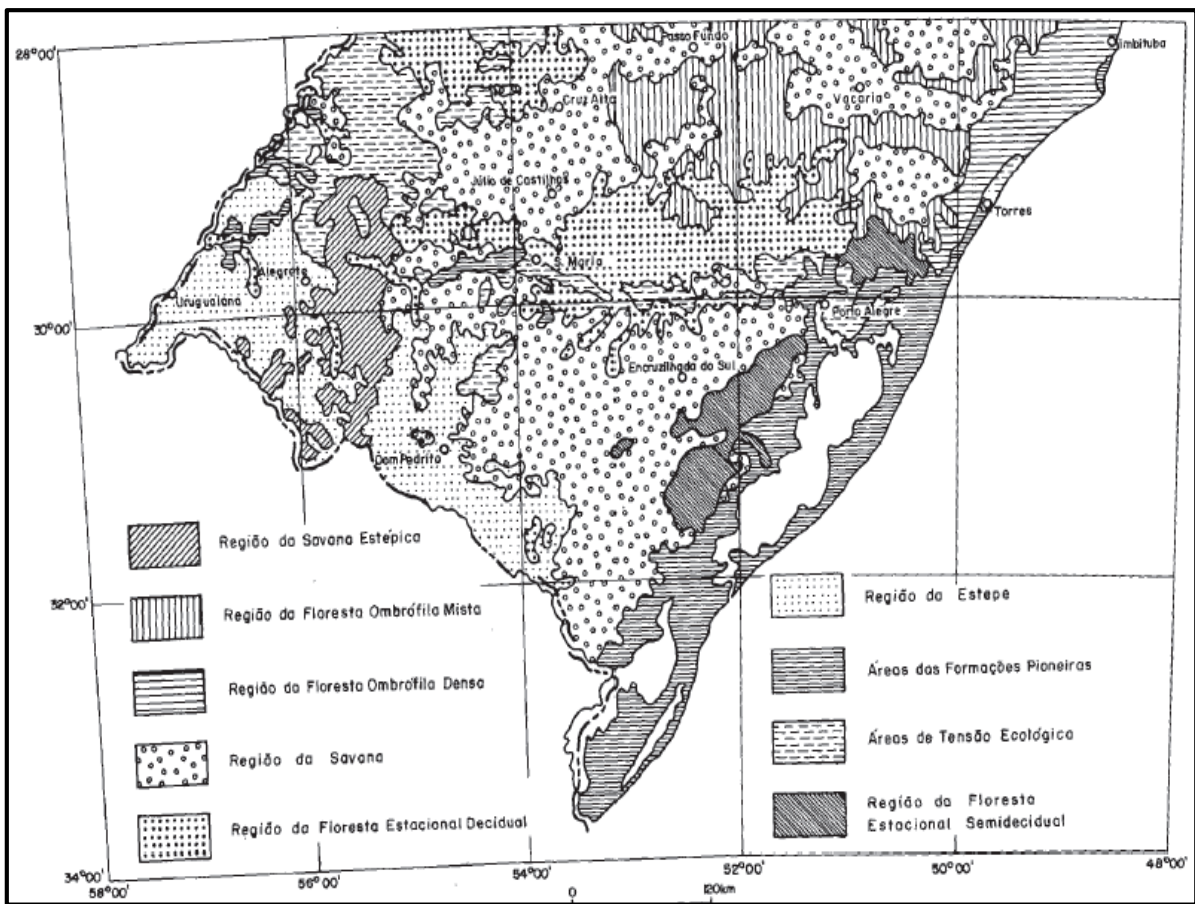 28°00'
Passo Fundo
Imbituba
Cruz Alta
Vacaria
Júlio de Castilhos
Torres
S. Maria
Alegrete
Uruguaiana
30°00'
Porto Alegre
Encruzilhada do Sul
Dom Pedrito
Região da Savana Estépica
Região da Floresta Ombrófila Mista
Região da Floresta Ombrófila Densa
Região da Savana
Região da Floresta Estacional Decidual
32°00'
Região da Estepe
Áreas das Formações Pioneiras
Áreas de Tensão Ecológica
Região da Floresta
Estacional Semidecidual
34°00'
58°00'
56°00'
54°00'
52°00'
50°00'
48°00'
0
120km